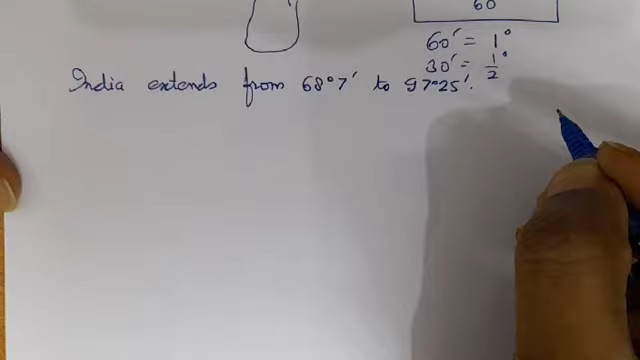 60
60' = 1°
30' = 1/2°
India extends from 68°7' to 97°25'.